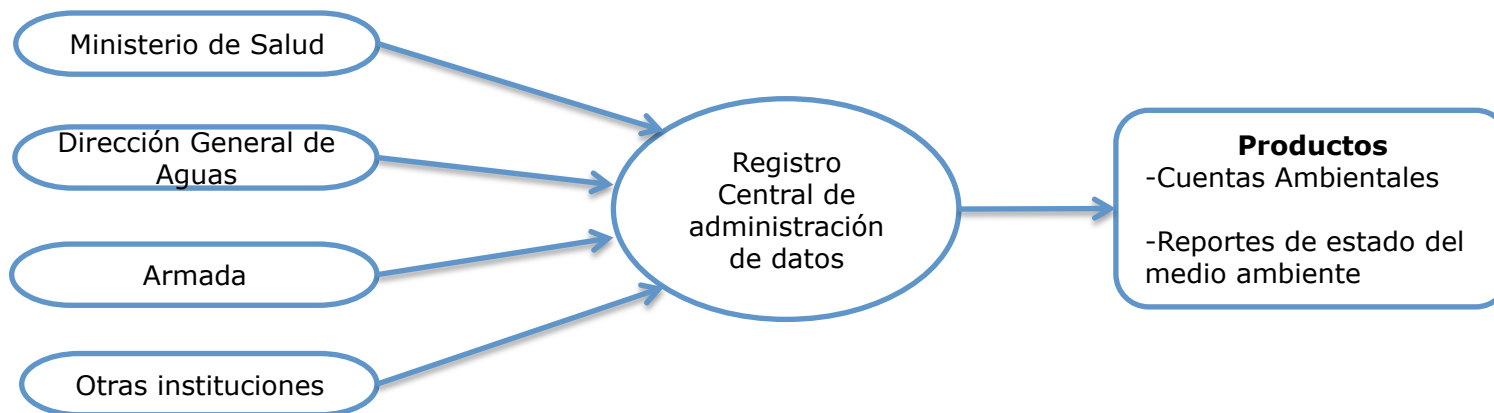 Ministerio de Salud
Dirección General de
Aguas
Armada
Otras instituciones
Registro
Central de
administración
de datos
Productos
-Cuentas Ambientales
-Reportes de estado del
medio ambiente